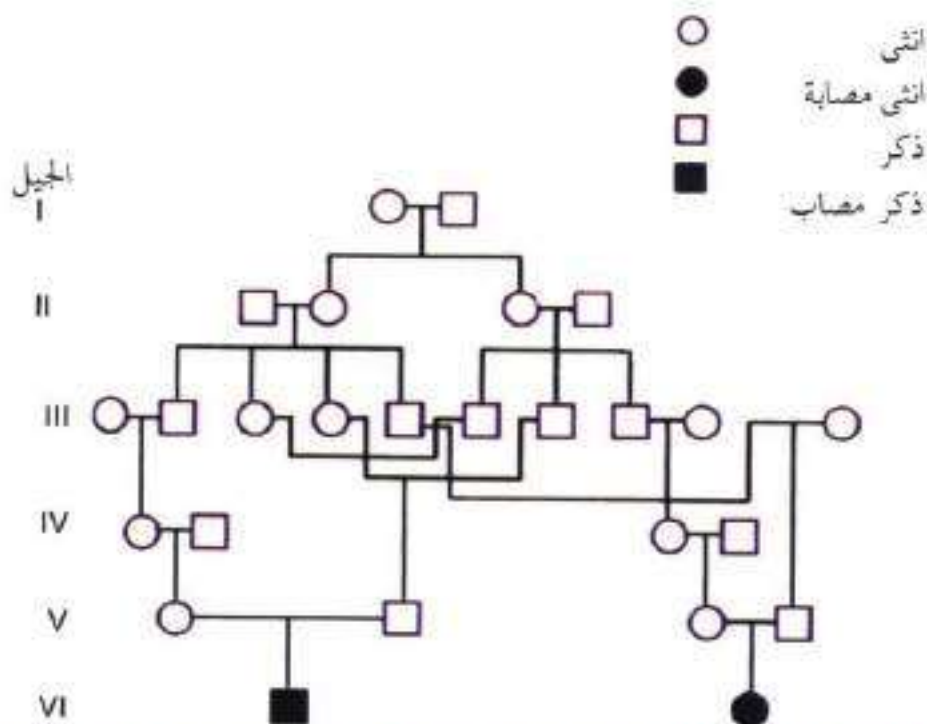 انثى
انثى مصابة
ذكر
ذكر مصاب
الجيل
I
II
III
IV
V
VI